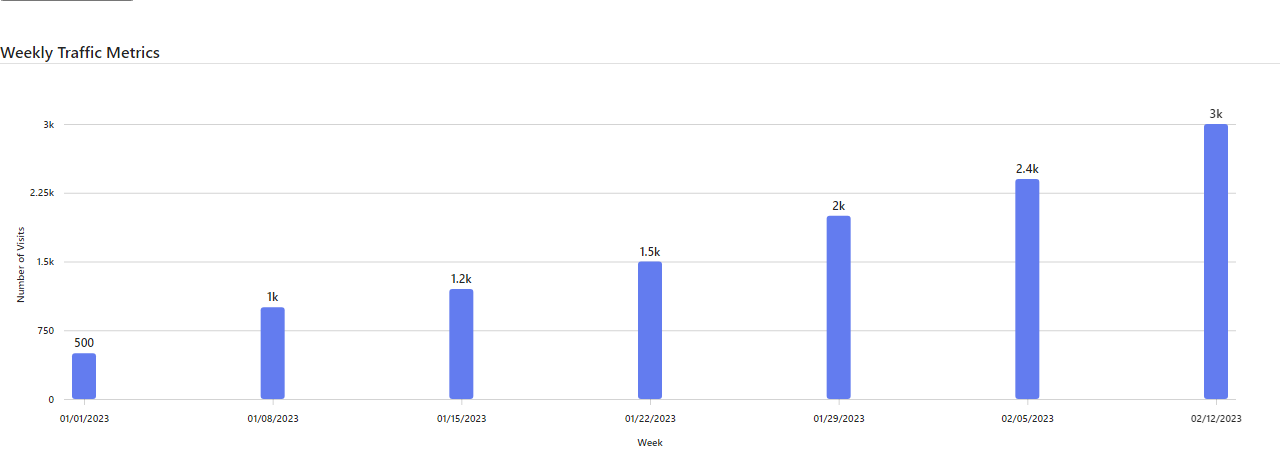 Weekly Traffic Metrics
3k
3k
2.4k
2.25k
2k
1.5k
1.5k
1.2k
1k
750
500
0
Number of Visits
01/01/2023 01/08/2023 01/15/2023 01/22/2023 01/29/2023 02/05/2023 02/12/2023
Week